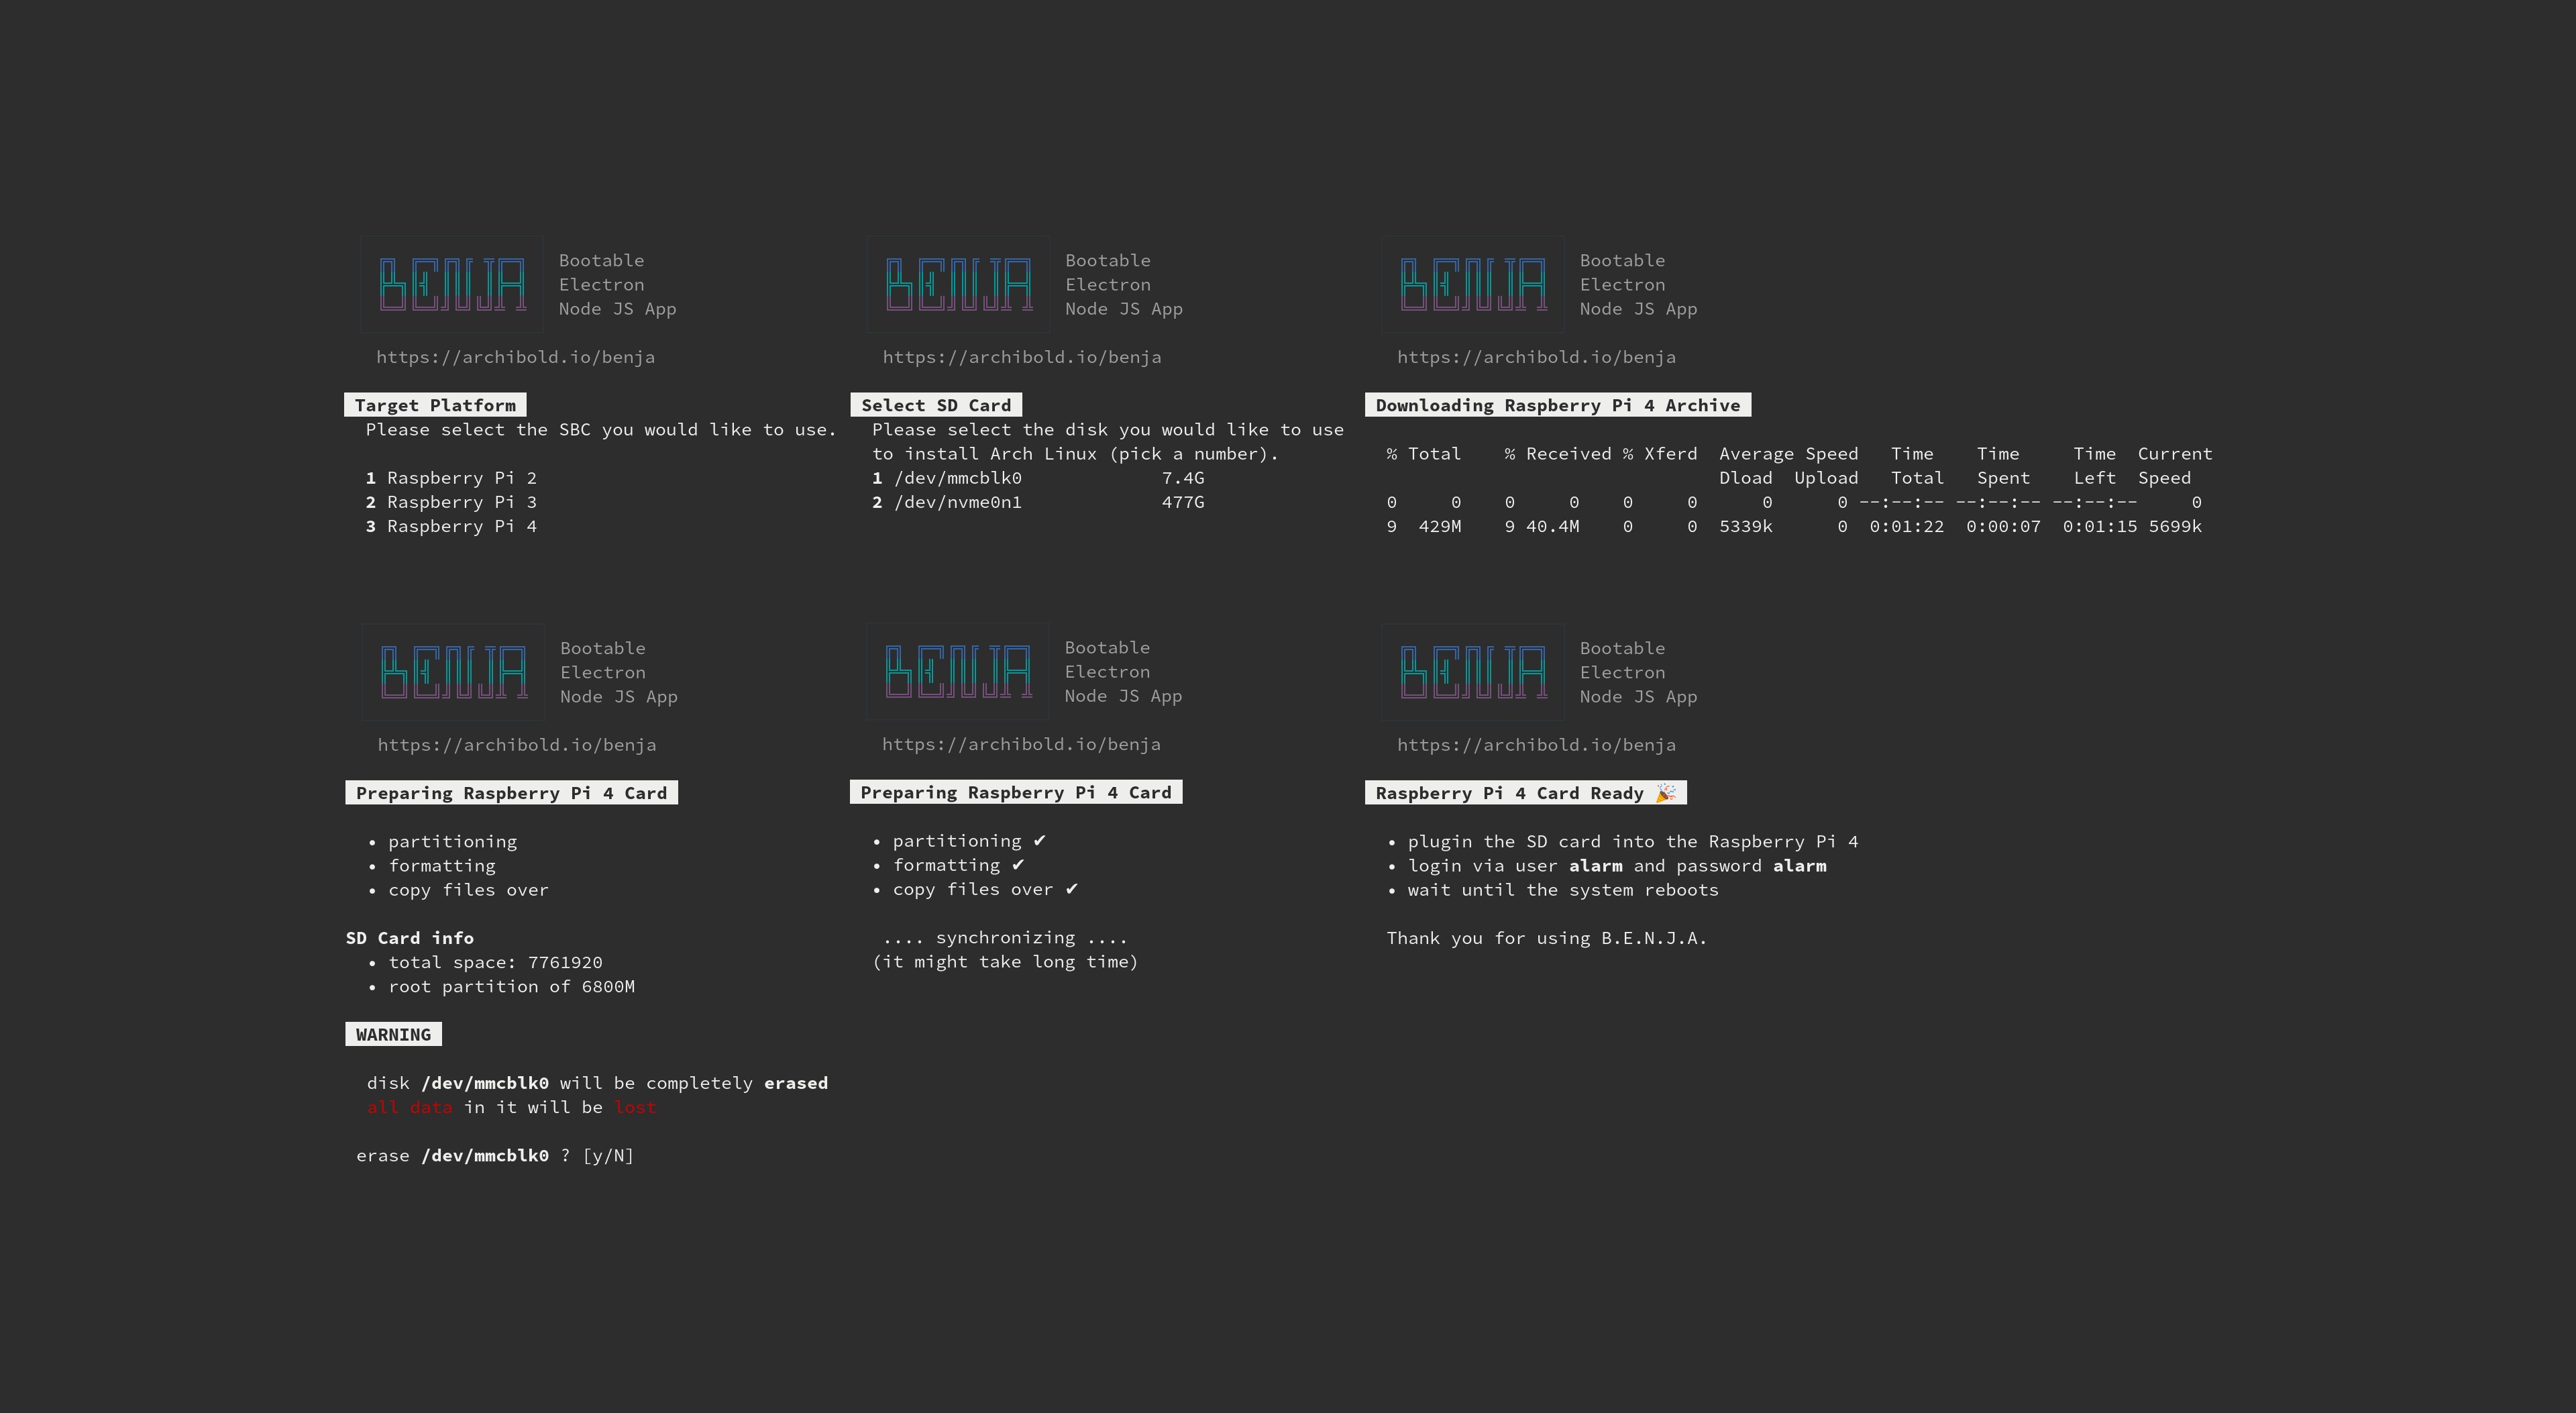 BENJA
Bootable
Electron
Node JS App
https://archibold.io/benja
Target Platform
Please select the SBC you would like to use.
1 Raspberry Pi 2
2 Raspberry Pi 3
3 Raspberry Pi 4
BENJA
Bootable
Electron
Node JS App
https://archibold.io/benja
Select SD Card
Please select the disk you would like to use
to install Arch Linux (pick a number).
1 /dev/mmcblk0 7.4G
2 /dev/nvme0n1 477G
BENJA
Bootable
Electron
Node JS App
https://archibold.io/benja
Downloading Raspberry Pi 4 Archive
% Total % Received % Xferd Average Speed Time Time Time Current
Dload Upload Total Spent Left Speed
0 0 0 0 0 0 0 0 --:--:-- --:--:-- --:--:-- 0
9 429M 9 40.4M 0 0 5339k 0 0:01:22 0:00:07 0:01:15 5699k
BENJA
Bootable
Electron
Node JS App
https://archibold.io/benja
Preparing Raspberry Pi 4 Card
• partitioning
• formatting
• copy files over
SD Card info
• total space: 7761920
• root partition of 6800M
WARNING
disk /dev/mmcblk0 will be completely erased
all data in it will be lost
erase /dev/mmcblk0 ? [y/N]
BENJA
Bootable
Electron
Node JS App
https://archibold.io/benja
Preparing Raspberry Pi 4 Card
• partitioning ✔
• formatting ✔
• copy files over ✔
.... synchronizing ....
(it might take long time)
BENJA
Bootable
Electron
Node JS App
https://archibold.io/benja
Raspberry Pi 4 Card Ready 🎉
• plugin the SD card into the Raspberry Pi 4
• login via user alarm and password alarm
• wait until the system reboots
Thank you for using B.E.N.J.A.